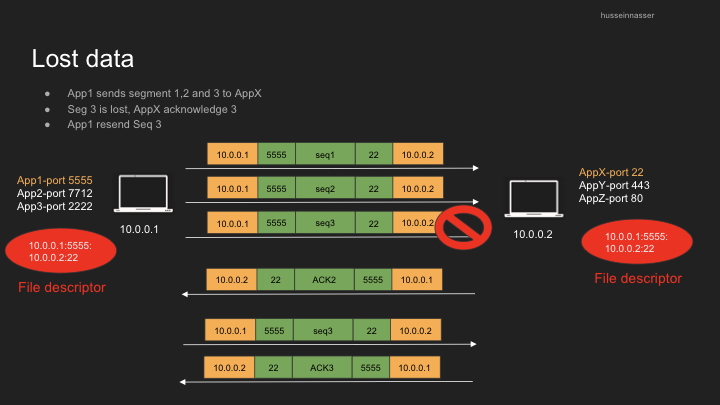 husseinnasser
Lost data
● App1 sends segment 1,2 and 3 to AppX
● Seg 3 is lost, AppX acknowledge 3
● App1 resend Seq 3
10.0.0.1 5555 seq1 22 10.0.0.2
10.0.0.1 5555 seq2 22 10.0.0.2
10.0.0.1 5555 seq3 22 10.0.0.2
App1-port 5555
App2-port 7712
App3-port 2222
10.0.0.1
10.0.0.1:5555:
10.0.0.2:22
File descriptor
AppX-port 22
AppY-port 443
AppZ-port 80
10.0.0.2
10.0.0.1:5555:
10.0.0.2:22
File descriptor
10.0.0.2 22 ACK2 5555 10.0.0.1
10.0.0.1 5555 seq3 22 10.0.0.2
10.0.0.2 22 ACK3 5555 10.0.0.1